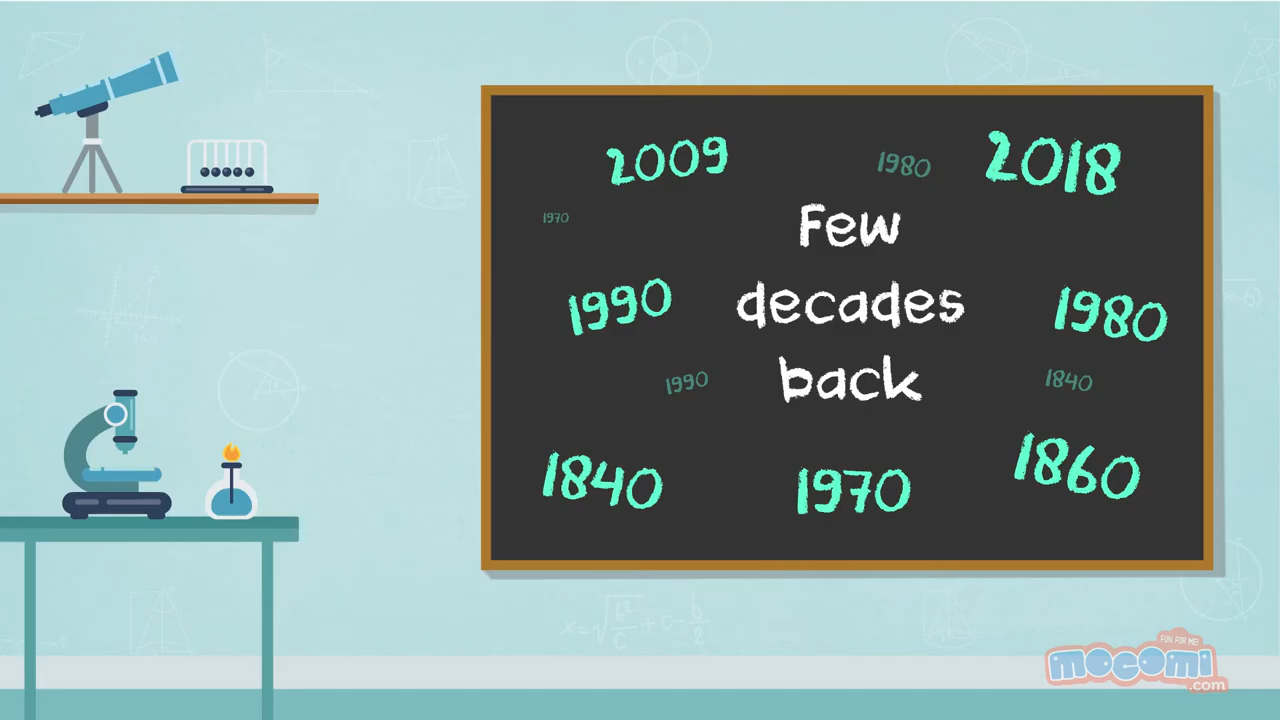 2009
1980
2018
1970
Few
1990
decades
1980
1990
back
1840
1840
1970
1860
FUN FOR ME!
mocomi
.com